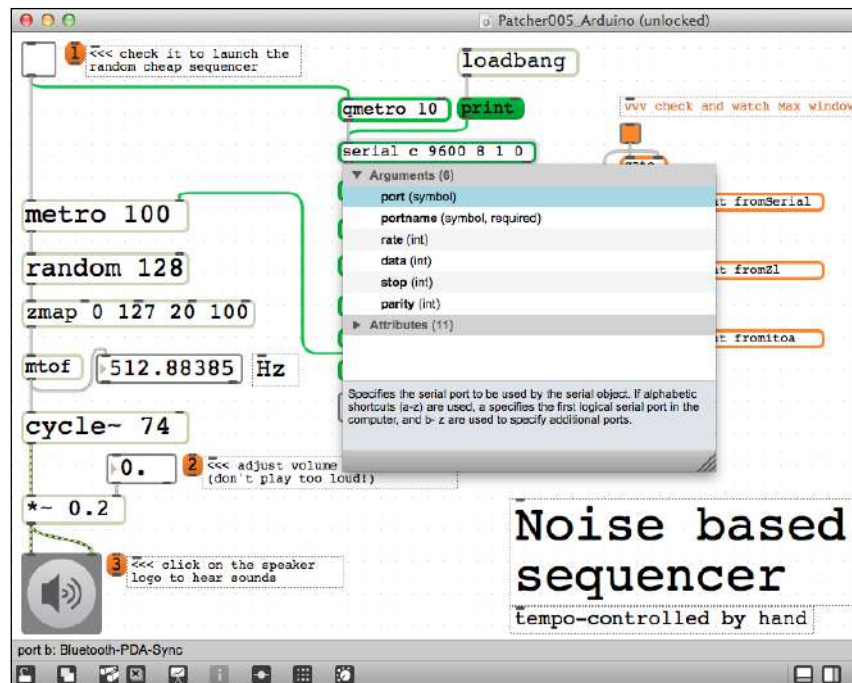 Patcher005_Arduino (unlocked)
1 <<< check it to launch the
random cheap sequencer
loadbang
qmetro 10
print
vvv check and watch Max window
serial c 9600 8 1 0
Arguments (6)
port (symbol)
portname (symbol, required)
rate (int)
data (int)
stop (int)
parity (int)
Attributes (11)
Specifies the serial port to be used by the serial object. If alphabetic
shortcuts (a-z) are used, a specifies the first logical serial port in the
computer, and b- z are used to specify additional ports.
fromSerial
fromZl
fromitoa
metro 100
random 128
zmap 0 127 20 100
mtof
512.88385
Hz
cycle~ 74
0.
2 <<< adjust volume
(don't play too loud!)
*~ 0.2
3 <<< click on the speaker
logo to hear sounds
Noise based
sequencer
tempo-controlled by hand
port b: Bluetooth-PDA-Sync